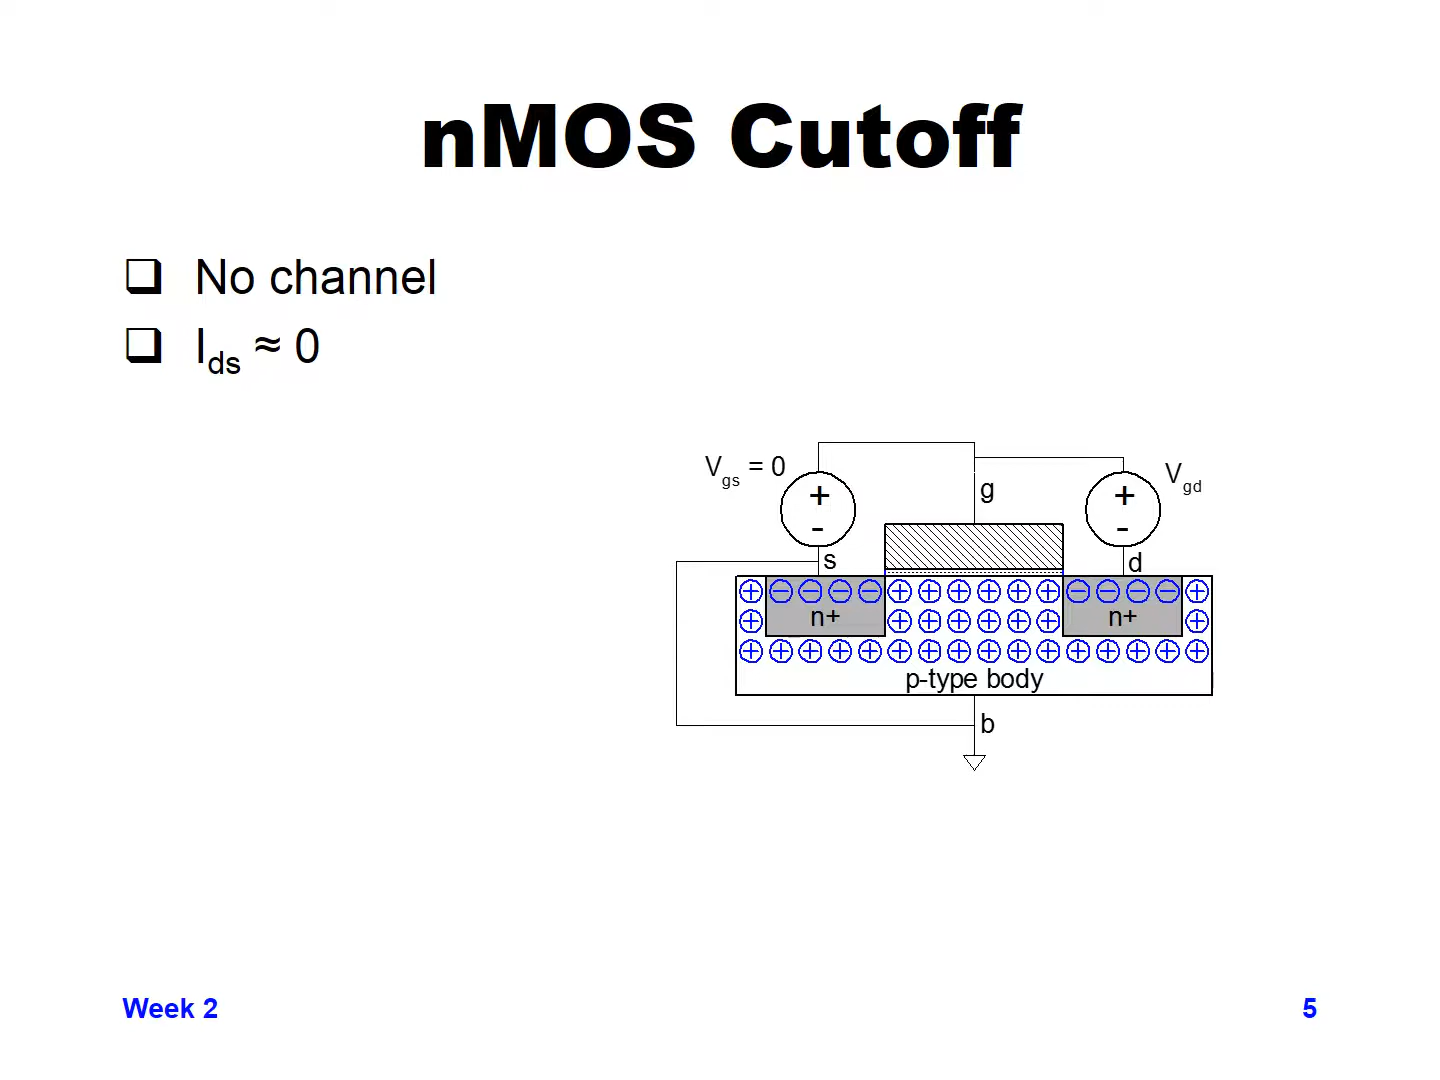 nMOS Cutoff
❑ No channel
❑ Ids ≈ 0
Vgs = 0
Vgd
+
+
g
-
-
s
d
n+
n+
p-type body
b
Week 2
5